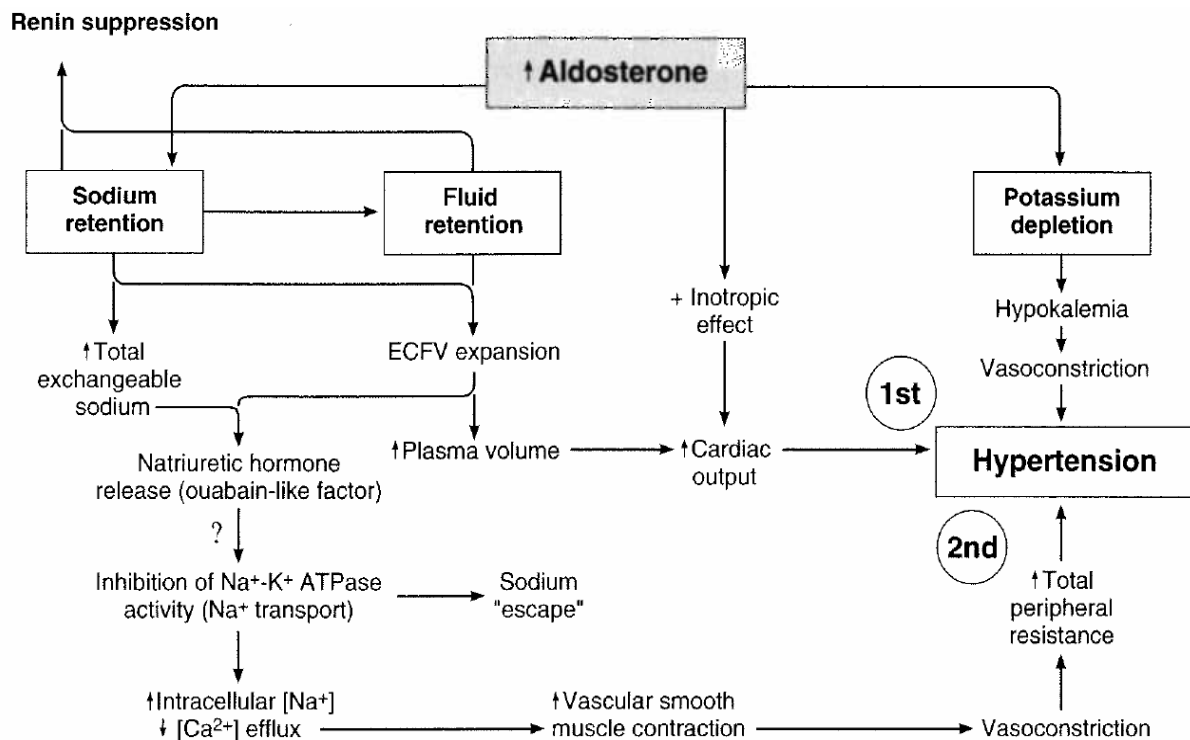 Renin suppression
↑Aldosterone
Sodium
retention
Fluid
retention
Potassium
depletion
+ Inotropic
effect
Hypokalemia
↑Total
exchangeable
sodium
ECFV expansion
Vasoconstriction
1st
Natriuretic hormone
release (ouabain-like factor)
↑Plasma volume
↑Cardiac
output
Hypertension
?
2nd
Inhibition of Na⁺-K⁺ ATPase
activity (Na⁺ transport)
Sodium
"escape"
↑Total
peripheral
resistance
↑Intracellular [Na⁺]
↓ [Ca²⁺] efflux
↑Vascular smooth
muscle contraction
Vasoconstriction